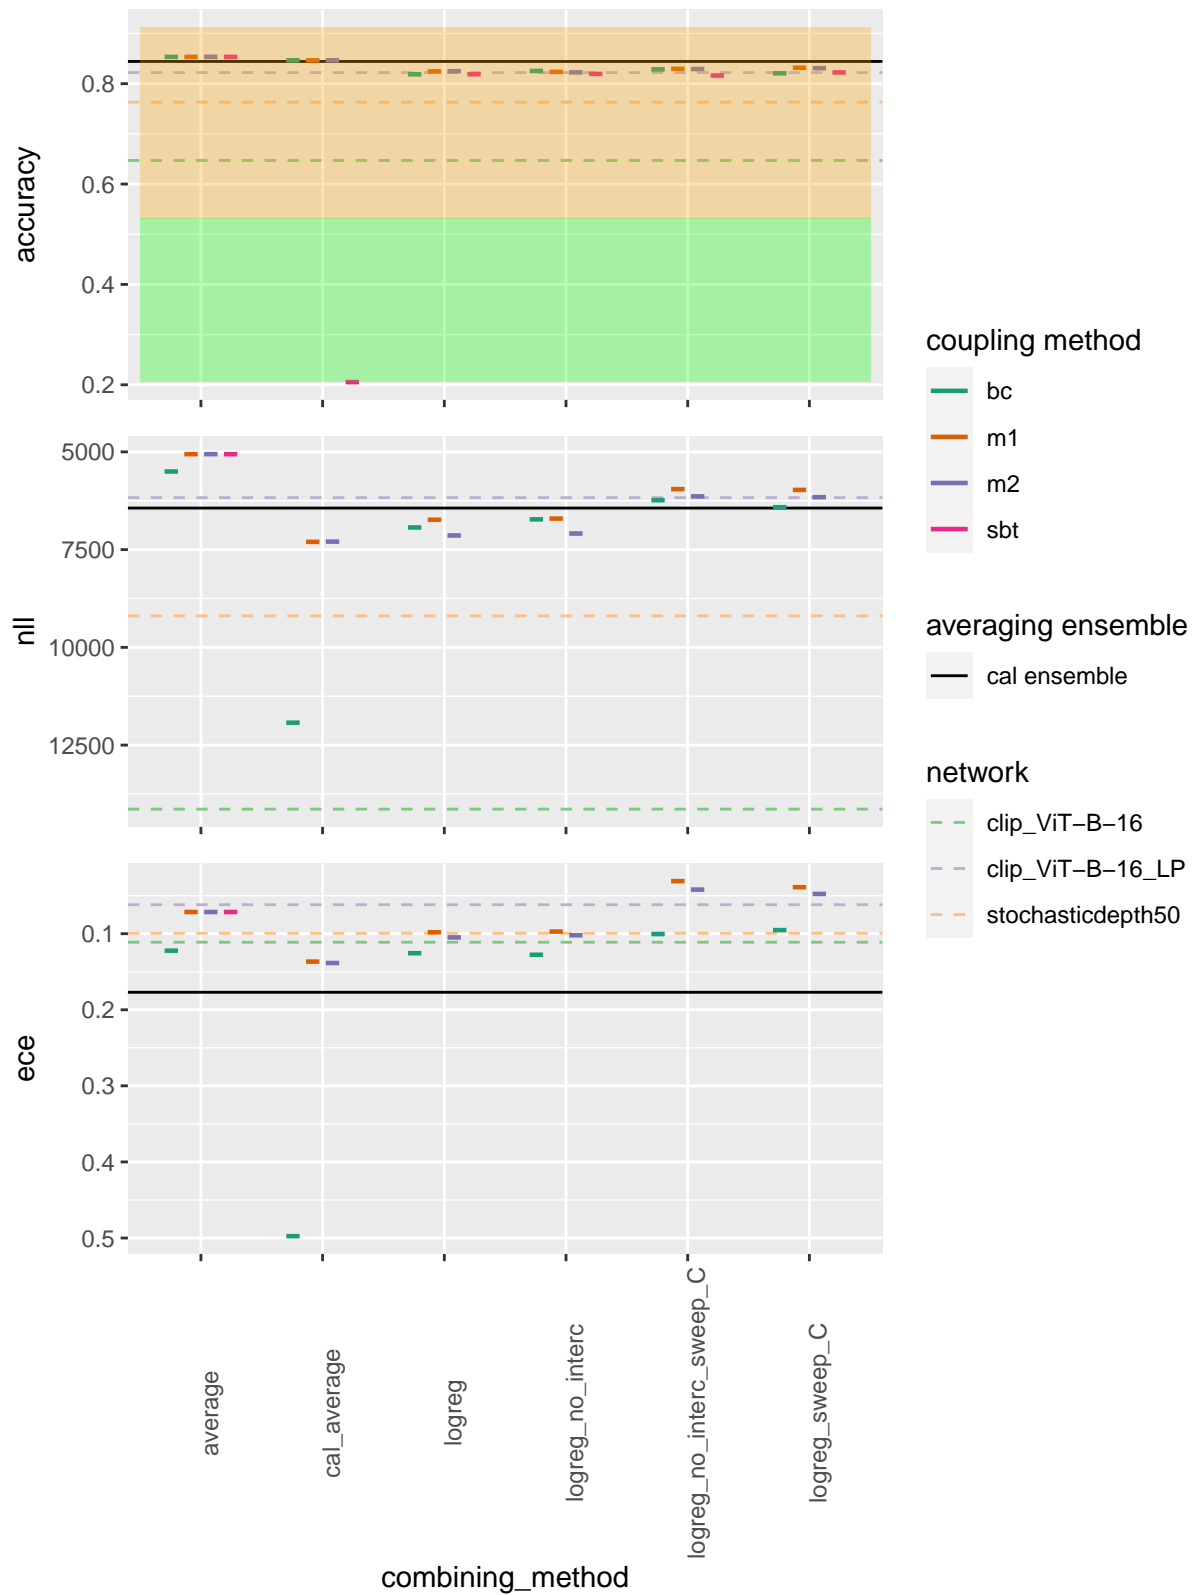 accuracy
0.8
0.6
0.4
0.2
nll
5000
7500
10000
12500
ece
0.1
0.2
0.3
0.4
0.5
average
cal_average
logreg
logreg_no_interc
logreg_no_interc_sweep_C
logreg_sweep_C
combining_method
coupling method
bc
m1
m2
sbt
averaging ensemble
cal ensemble
network
clip_ViT−B−16
clip_ViT−B−16_LP
stochasticdepth50